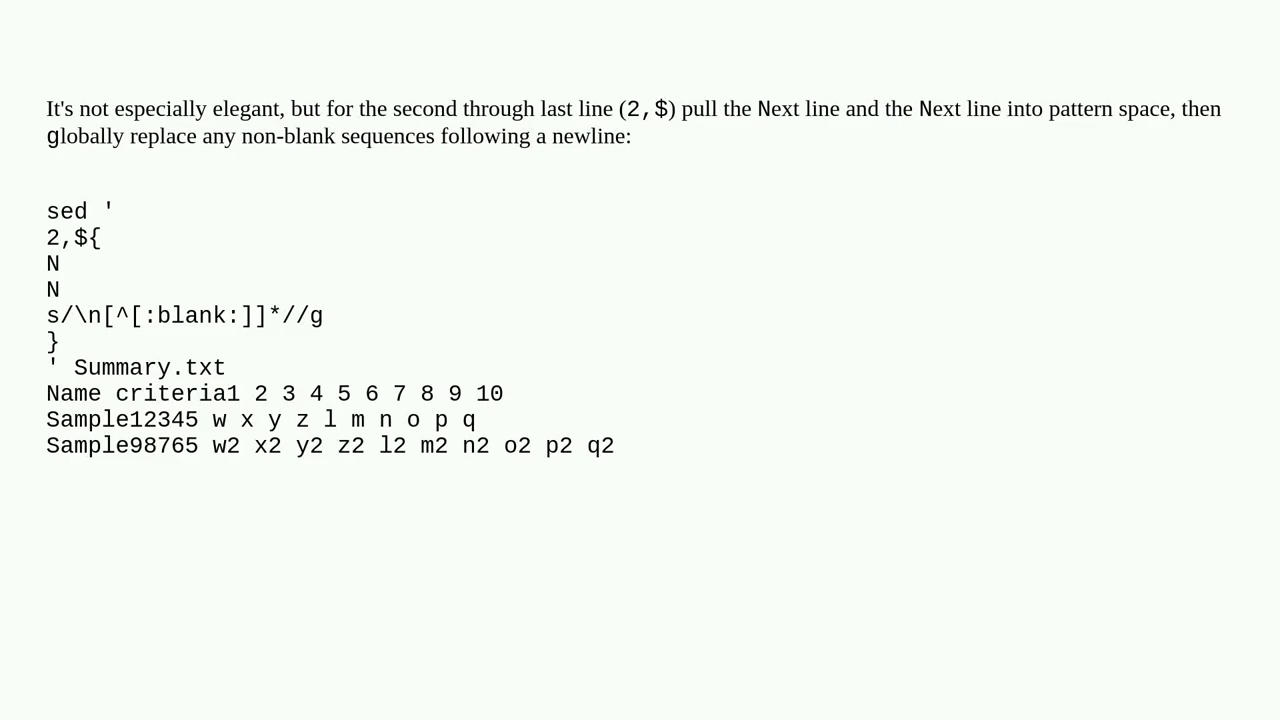 It's not especially elegant, but for the second through last line (2,$) pull the Next line and the Next line into pattern space, then
globally replace any non-blank sequences following a newline:
sed '
2,${
N
N
s/\n[^[:blank:]]*//g
}
' Summary.txt
Name criteria1 2 3 4 5 6 7 8 9 10
Sample12345 w x y z l m n o p q
Sample98765 w2 x2 y2 z2 l2 m2 n2 o2 p2 q2